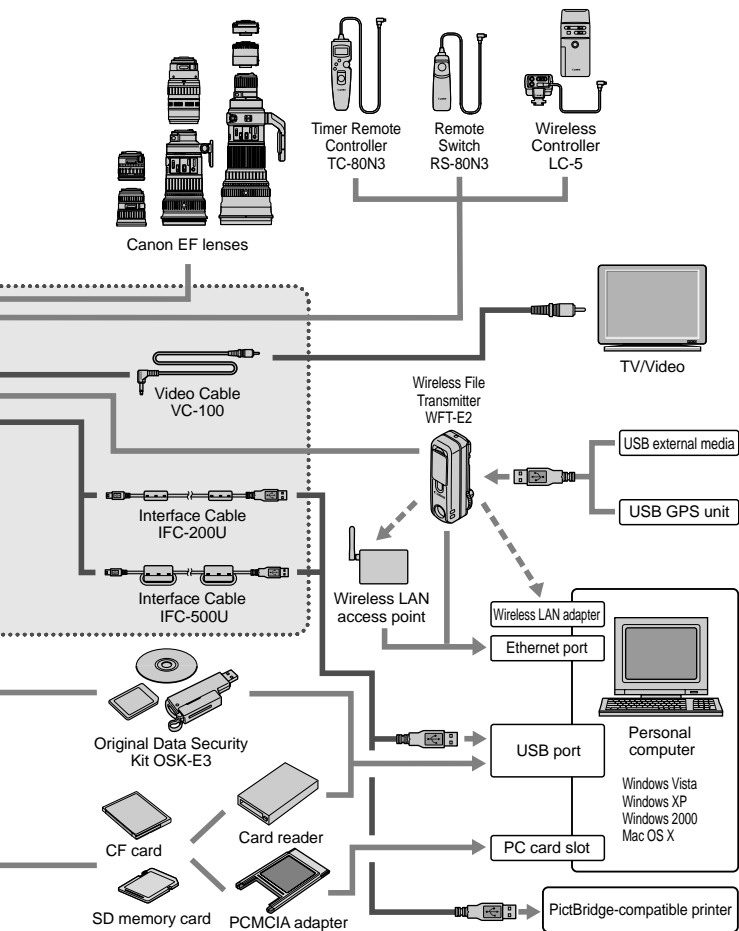 Timer Remote
Controller
TC-80N3
Remote
Switch
RS-80N3
Wireless
Controller
LC-5
Canon EF lenses
TV/Video
Video Cable
VC-100
Wireless File
Transmitter
WFT-E2
USB external media
USB GPS unit
Interface Cable
IFC-200U
Interface Cable
IFC-500U
Wireless LAN
access point
Wireless LAN adapter
Ethernet port
Original Data Security
Kit OSK-E3
USB port
Personal
computer
Windows Vista
Windows XP
Windows 2000
Mac OS X
CF card
Card reader
PC card slot
SD memory card
PCMCIA adapter
PictBridge-compatible printer